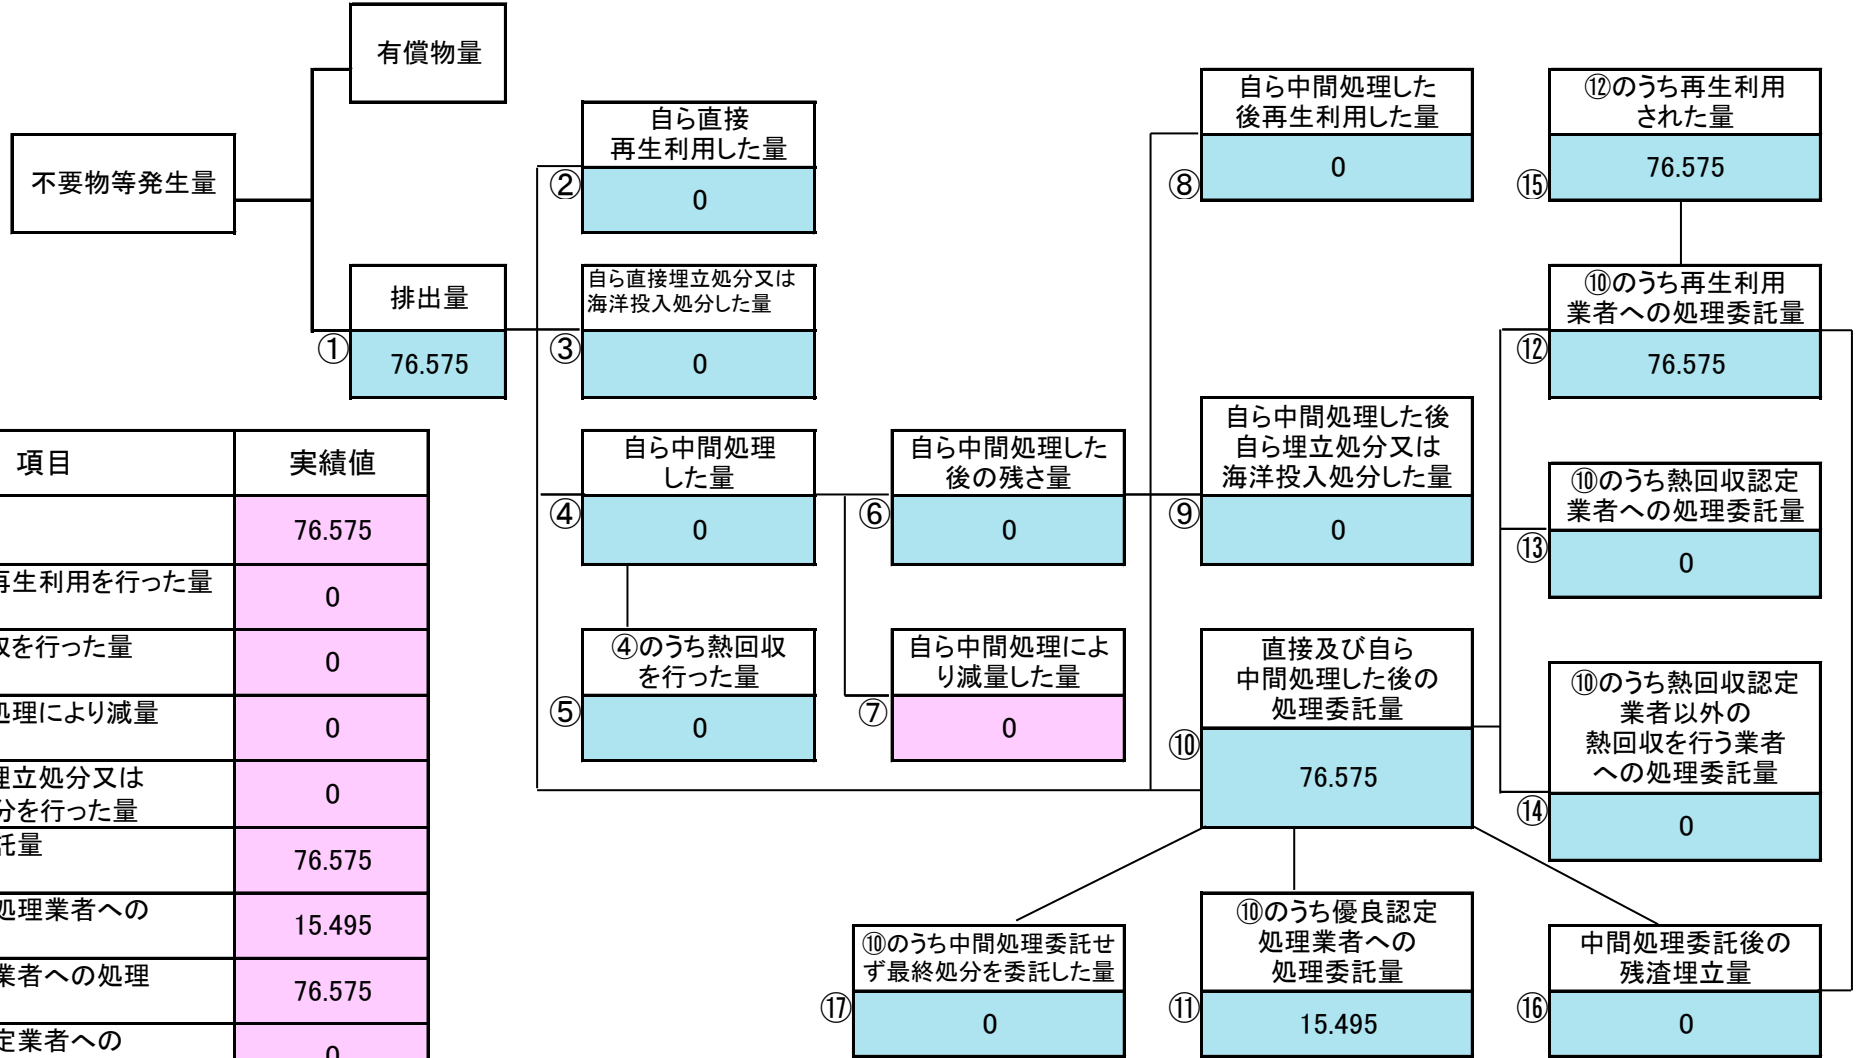 有償物量
不要物等発生量
排出量
①
76.575
自ら直接
再生利用した量
②
0
自ら直接埋立処分又は
海洋投入処分した量
③
0
自ら中間処理
した量
④
0
④のうち熱回収
を行った量
⑤
0
自ら中間処理した
後の残さ量
⑥
0
自ら中間処理によ
り減量した量
⑦
0
自ら中間処理した
後再生利用した量
⑧
0
自ら中間処理した後
自ら埋立処分又は
海洋投入処分した量
⑨
0
直接及び自ら
中間処理した後の
処理委託量
⑩
76.575
⑫のうち再生利用
された量
⑮
76.575
⑩のうち再生利用
業者への処理委託量
⑫
76.575
⑩のうち熱回収認定
業者への処理委託量
⑬
0
⑩のうち熱回収認定
業者以外の
熱回収を行う業者
への処理委託量
⑭
0
⑩のうち中間処理委託せ
ず最終処分を委託した量
⑰
0
⑩のうち優良認定
処理業者への
処理委託量
⑪
15.495
中間処理委託後の
残渣埋立量
⑯
0
項目 実績値
76.575
再生利用を行った量
0
収を行った量
0
処理により減量
0
埋立処分又は
分を行った量
0
託量
76.575
処理業者への
15.495
業者への処理
76.575
定業者への
0